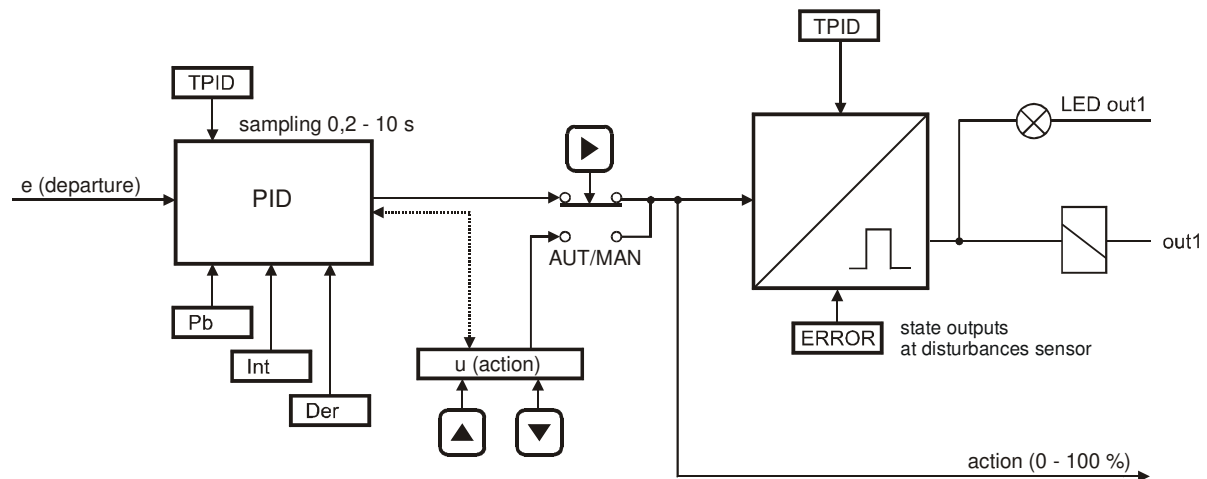 TPID
TPID
sampling 0,2 - 10 s
LED out1
e (departure)
PID
AUT/MAN
out1
Pb
Int
Der
u (action)
ERROR
state outputs
at disturbances sensor
action (0 - 100 %)